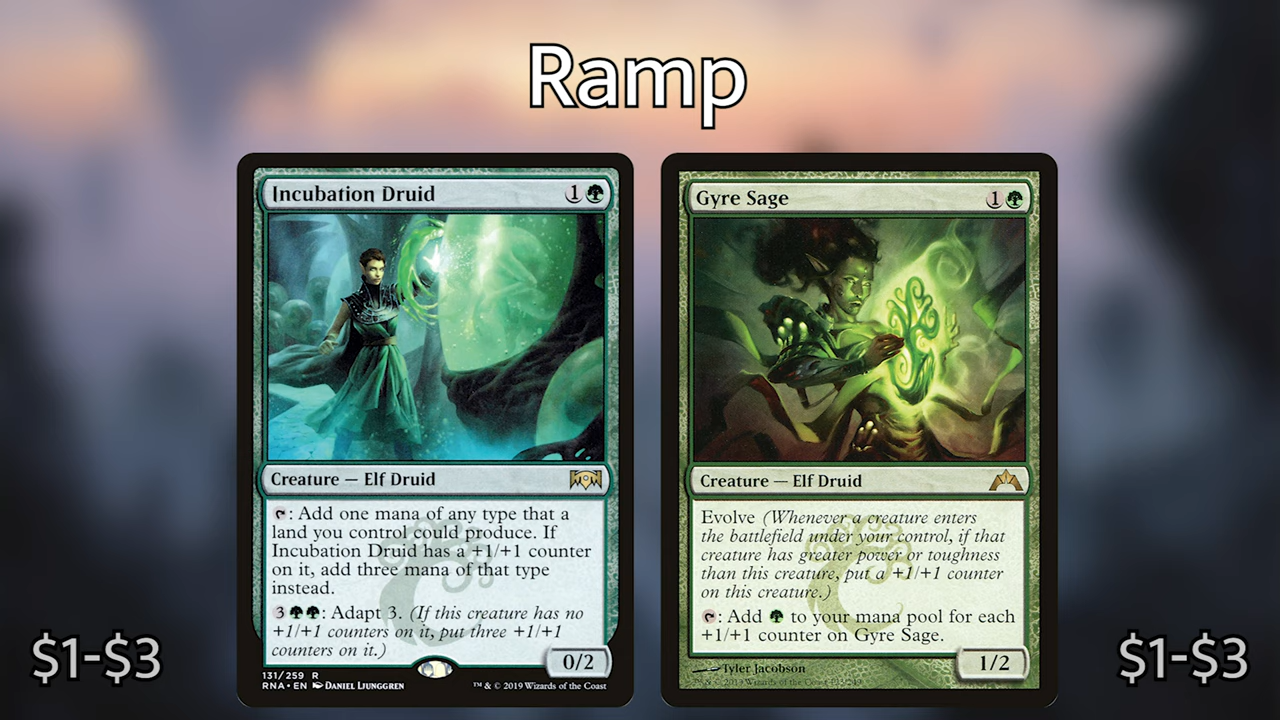 Ramp
Incubation Druid 1
Creature — Elf Druid
: Add one mana of any type that a
land you control could produce. If
Incubation Druid has a +1/+1 counter
on it, add three mana of that type
instead.
3 : Adapt 3. (If this creature has no
+1/+1 counters on it, put three +1/+1
counters on it.)
0/2
131/259 R
RNA • EN Daniel Ljunggren ™ & © 2019 Wizards of the Coast
$1-$3
Gyre Sage 1
Creature — Elf Druid
Evolve (Whenever a creature enters
the battlefield under your control, if that
creature has greater power or toughness
than this creature, put a +1/+1 counter
on this creature.)
: Add to your mana pool for each
+1/+1 counter on Gyre Sage.
1/2
Tyler Jacobson
Wizards of the Coast
$1-$3